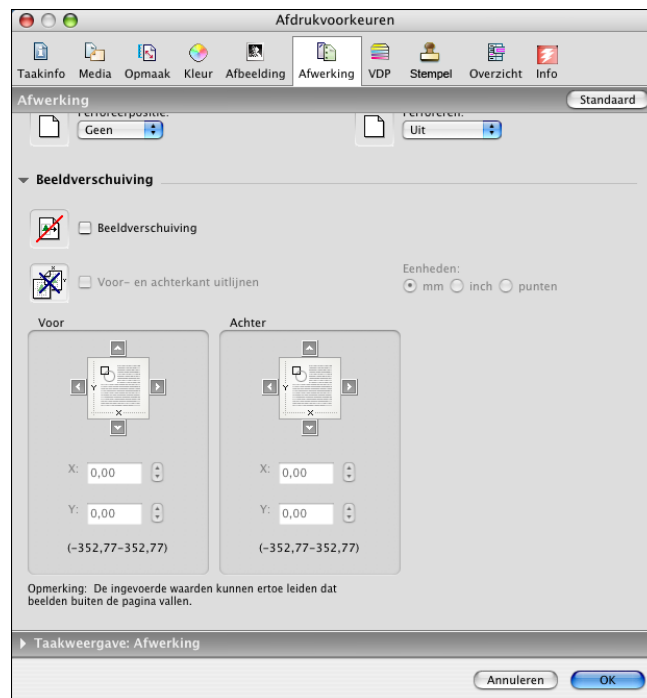 Afdrukvoorkeuren
Taakinfo Media Opmaak Kleur Afbeelding Afwerking VDP Stempel Overzicht Info
Afwerking Standaard
Perforeerpositie: Perforeren:
Geen Uit
Beeldverschuiving
Beeldverschuiving
Voor- en achterkant uitlijnen
Eenheden:
mm inch punten
Voor Achter
Y Y
X X
X: 0,00 X: 0,00
Y: 0,00 Y: 0,00
(-352,77-352,77) (-352,77-352,77)
Opmerking: De ingevoerde waarden kunnen ertoe leiden dat
beelden buiten de pagina vallen.
Taakweergave: Afwerking
Annuleren OK